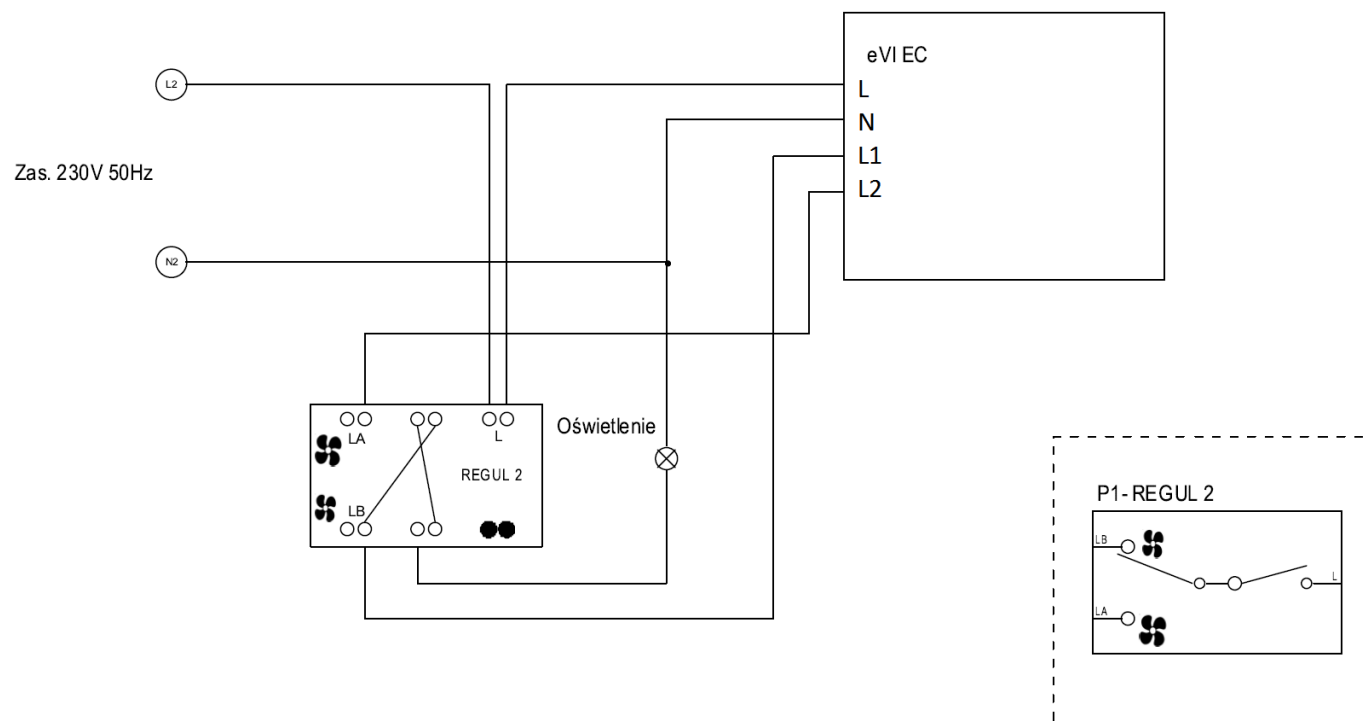 eVI EC
L2
L
N
Zas. 230V 50Hz
L1
L2
N2
LA
L
Oświetlenie
REGUL 2
LB
P1- REGUL 2
LB
L
LA